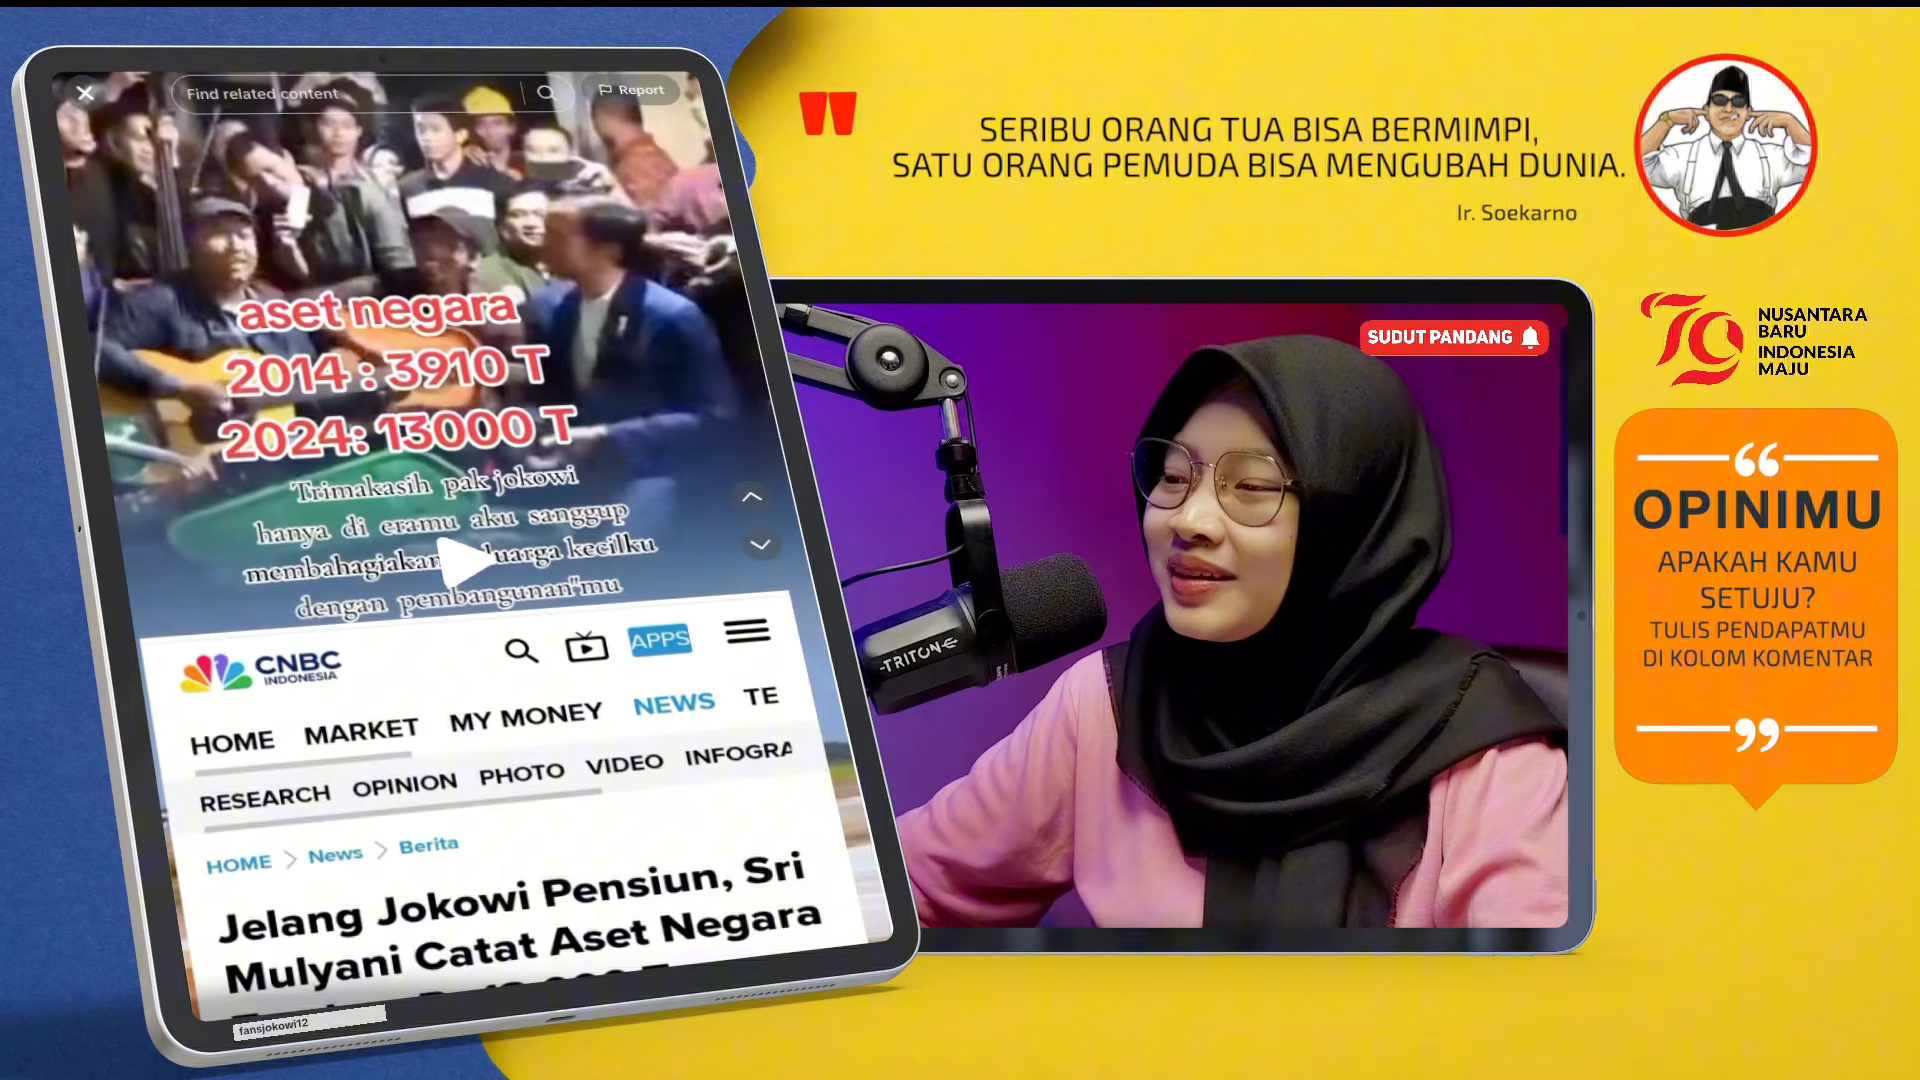 Find related content
Report
aset negara
2014 : 3910 T
2024: 13000 T
Trimakasih pak jokowi
hanya di eramu aku sanggup
membahagiakan kecilku
dengan pembangunan"mu
CNBC
INDONESIA
APPS
HOME MARKET MY MONEY NEWS TE
RESEARCH OPINION PHOTO VIDEO INFOGRA
HOME > News > Berita
Jelang Jokowi Pensiun, Sri
Mulyani Catat Aset Negara
fansjokowi12
SERIBU ORANG TUA BISA BERMIMPI,
SATU ORANG PEMUDA BISA MENGUBAH DUNIA.
Ir. Soekarno
SUDUT PANDANG
TRITON
79
NUSANTARA
BARU
INDONESIA
MAJU
OPINIMU
APAKAH KAMU
SETUJU?
TULIS PENDAPATMU
DI KOLOM KOMENTAR